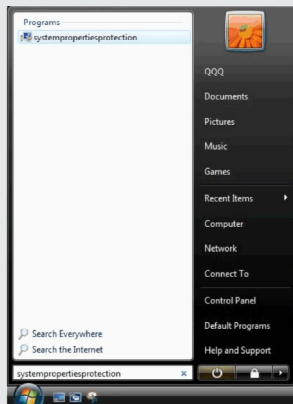 Programs
systempropertiesprotection
Search Everywhere
Search the Internet
systempropertiesprotection
QQQ
Documents
Pictures
Music
Games
Recent Items
Computer
Network
Connect To
Control Panel
Default Programs
Help and Support